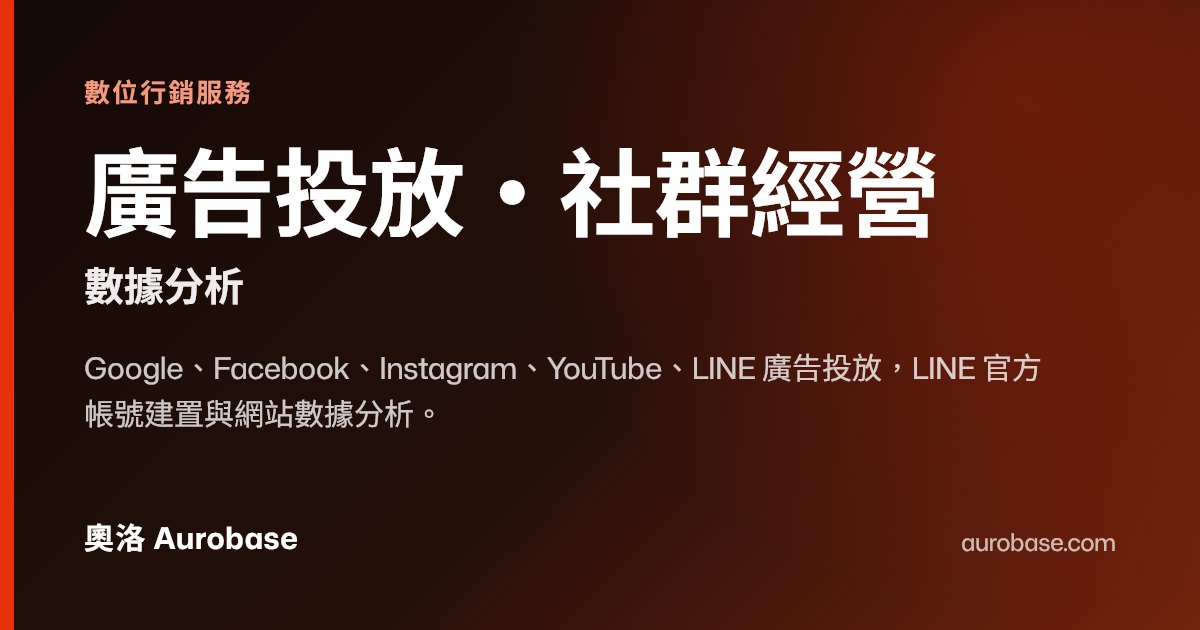 數位行銷服務
廣告投放・社群經營
數據分析
Google、Facebook、Instagram、YouTube、LINE 廣告投放，LINE 官方
帳號建置與網站數據分析。
奧洛 Aurobase
aurobase.com